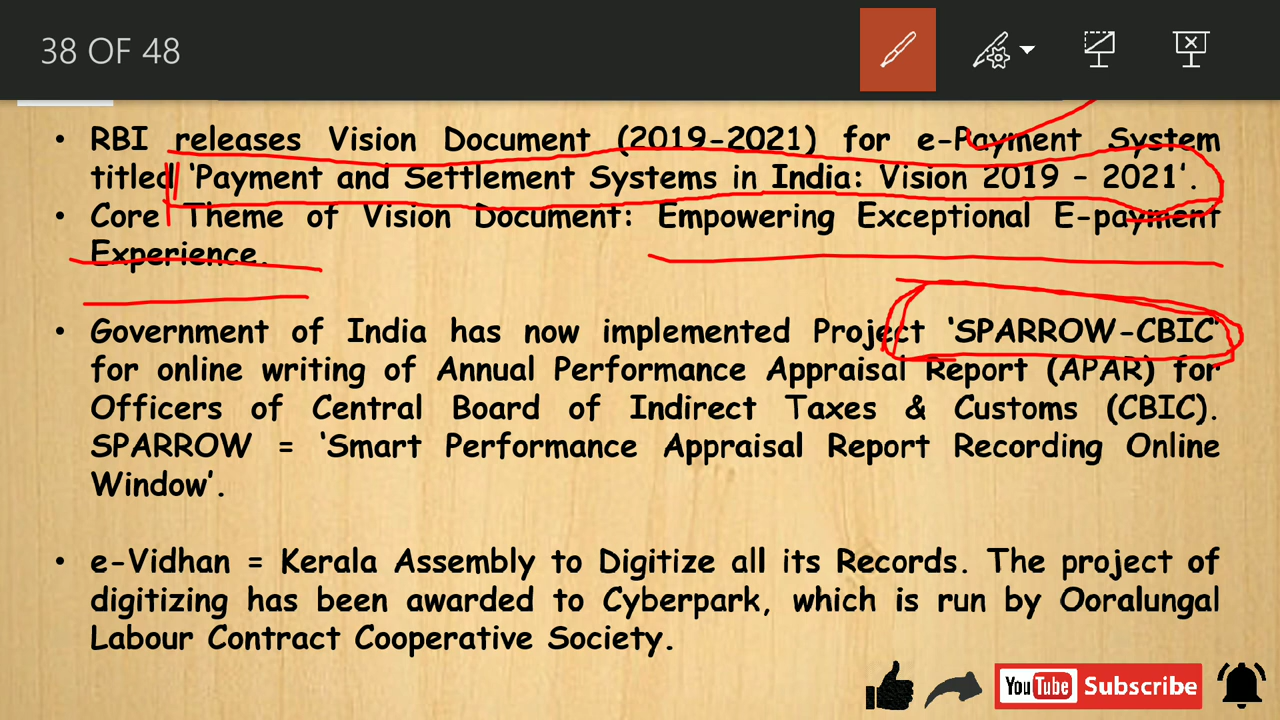 38 OF 48
• RBI releases Vision Document (2019-2021) for e-Payment System
titled 'Payment and Settlement Systems in India: Vision 2019 – 2021'.
• Core Theme of Vision Document: Empowering Exceptional E-payment
Experience.
• Government of India has now implemented Project 'SPARROW-CBIC'
for online writing of Annual Performance Appraisal Report (APAR) for
Officers of Central Board of Indirect Taxes & Customs (CBIC).
SPARROW = 'Smart Performance Appraisal Report Recording Online
Window'.
• e-Vidhan = Kerala Assembly to Digitize all its Records. The project of
digitizing has been awarded to Cyberpark, which is run by Ooralungal
Labour Contract Cooperative Society.
YouTube Subscribe